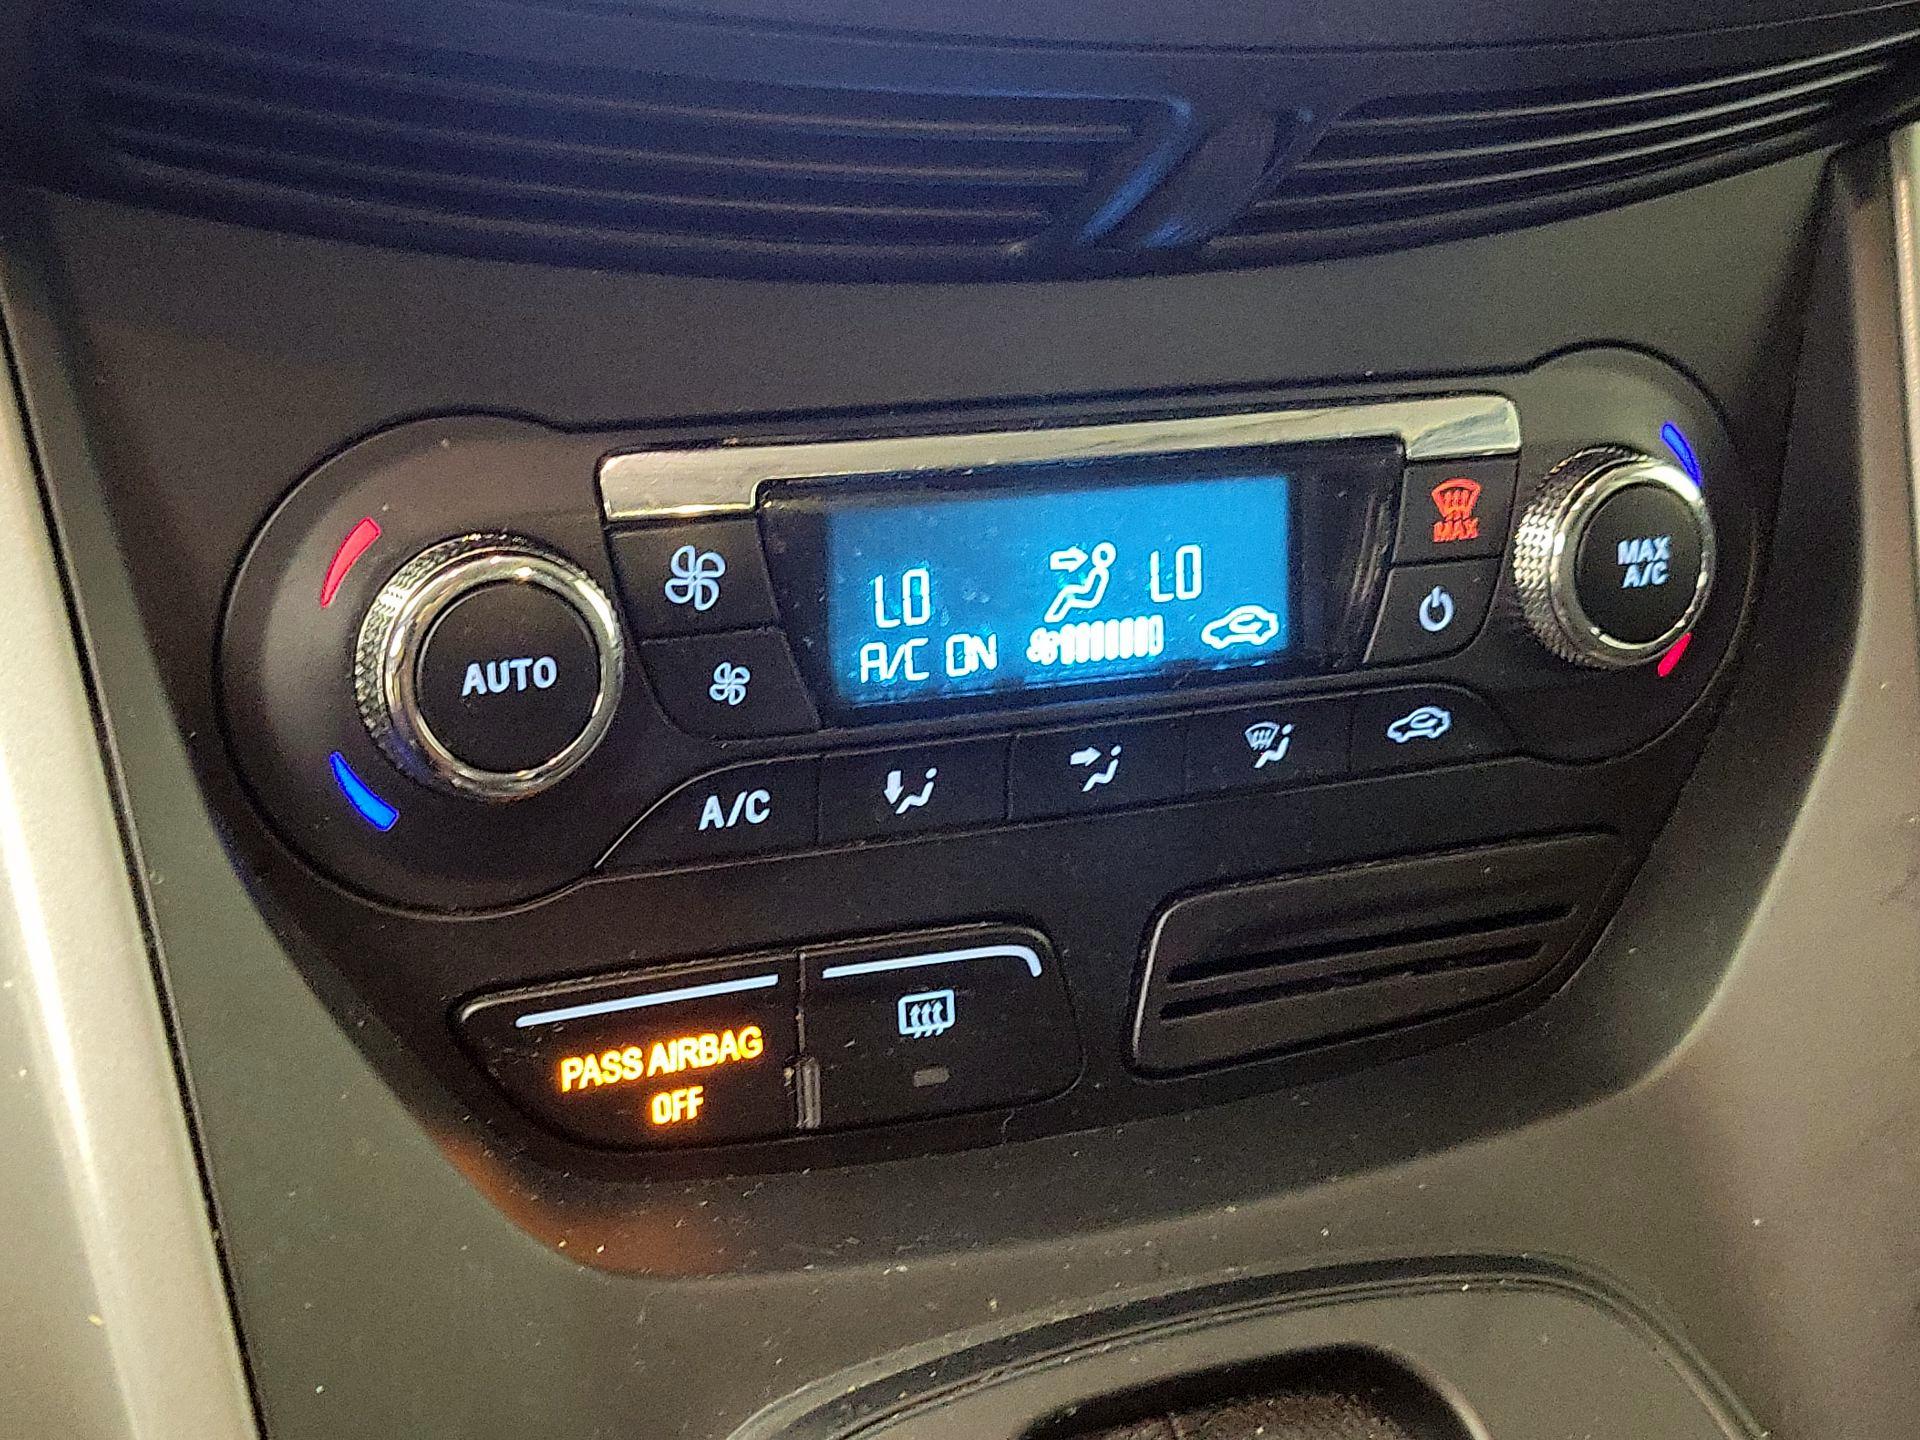 MAX
MAX
A/C
LO
LO
AUTO
A/C ON
A/C
PASS AIRBAG
OFF